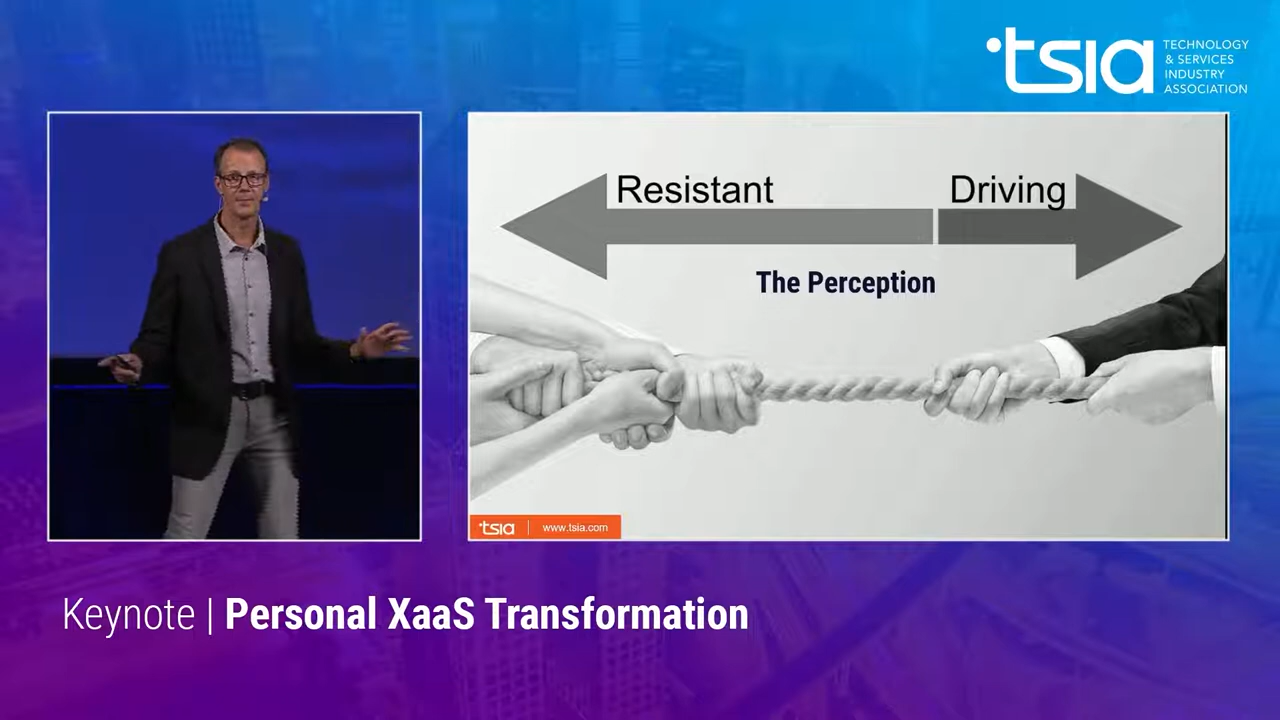 tsia
TECHNOLOGY
& SERVICES
INDUSTRY
ASSOCIATION
Resistant
Driving
The Perception
tsia | www.tsia.com
Keynote | Personal XaaS Transformation